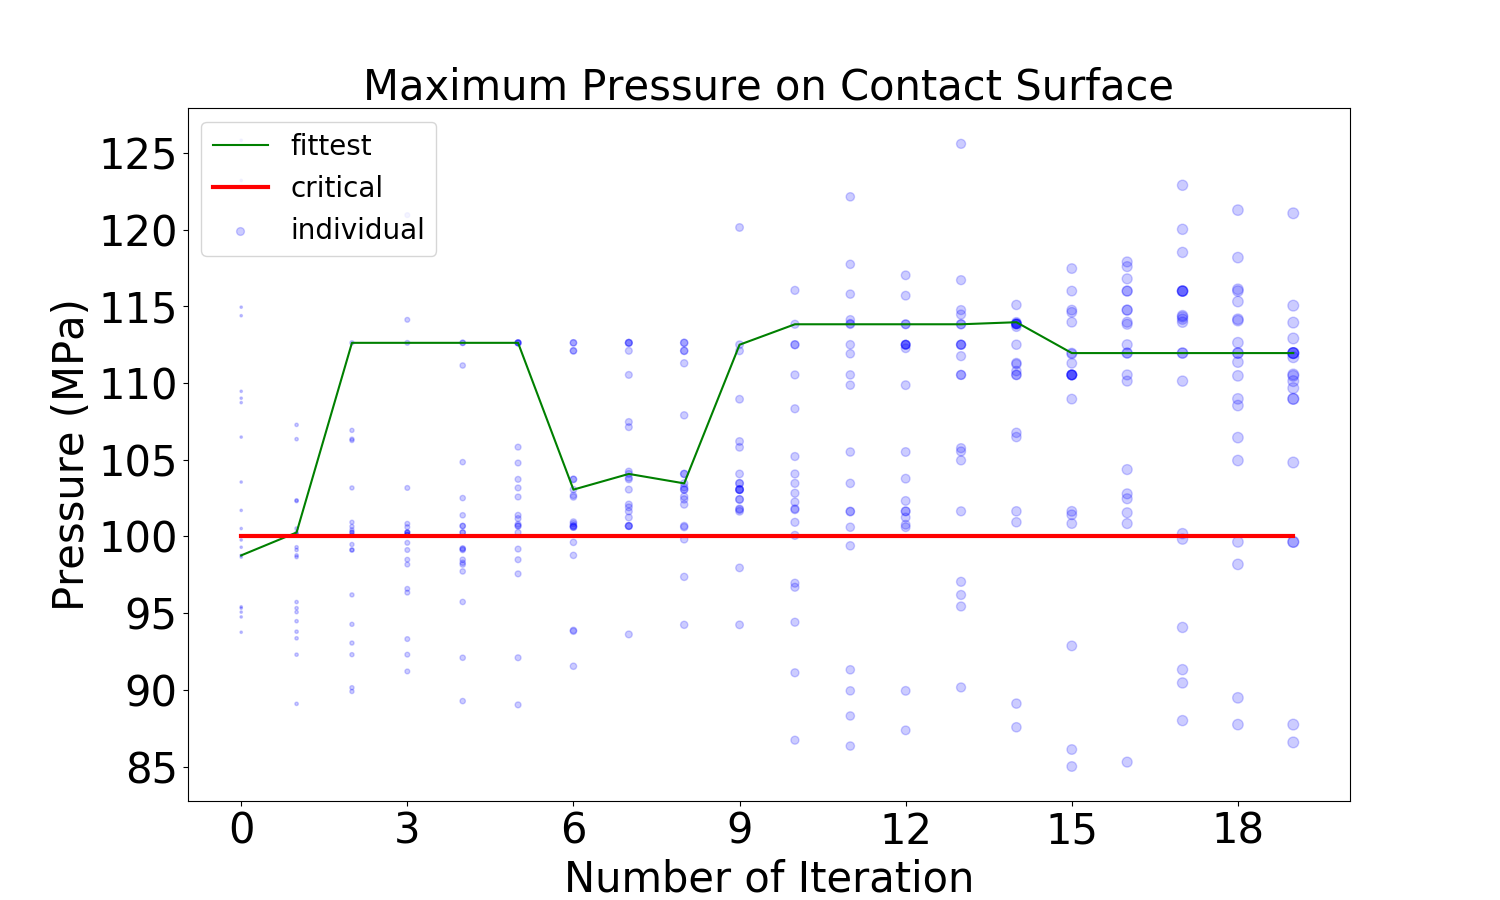 Maximum Pressure on Contact Surface
fittest
critical
individual
125
120
115
110
105
100
95
90
85
Pressure (MPa)
0 3 6 9 12 15 18
Number of Iteration